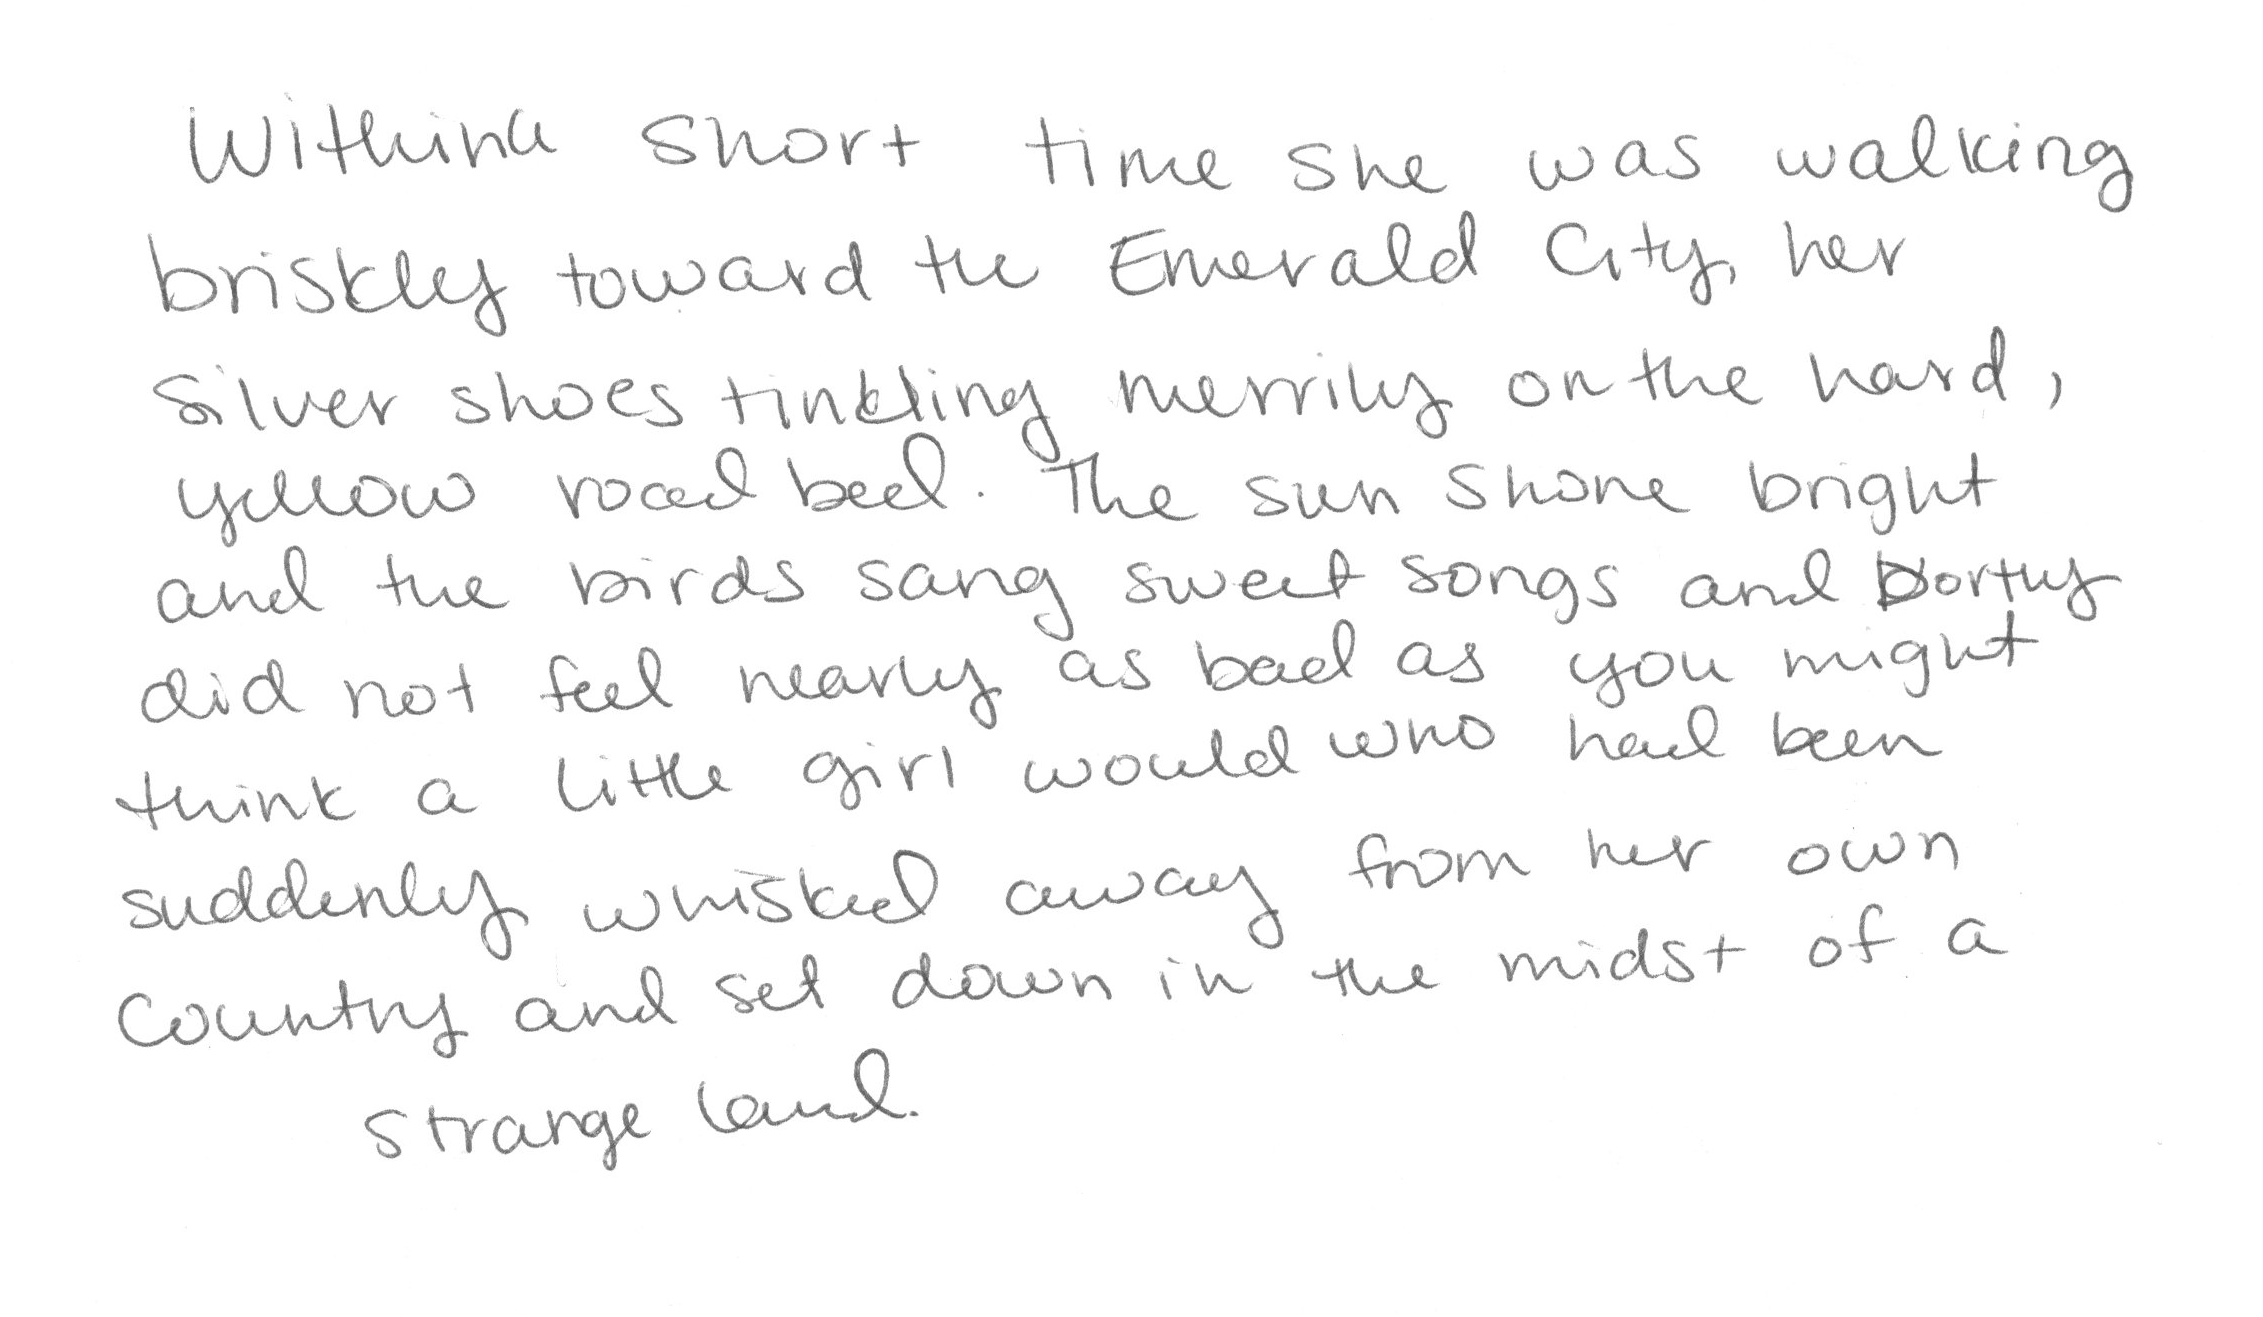 Within a short time she was walking
briskly toward the Emerald City, her
Silver shoes tinkling merrily on the hard,
yellow road bed. The sun shone bright
and the birds sang sweet songs and Dorthy
did not feel nearly as bad as you might
think a little girl would who had been
suddenly whisked away from her own
country and set down in the midst of a
strange land.